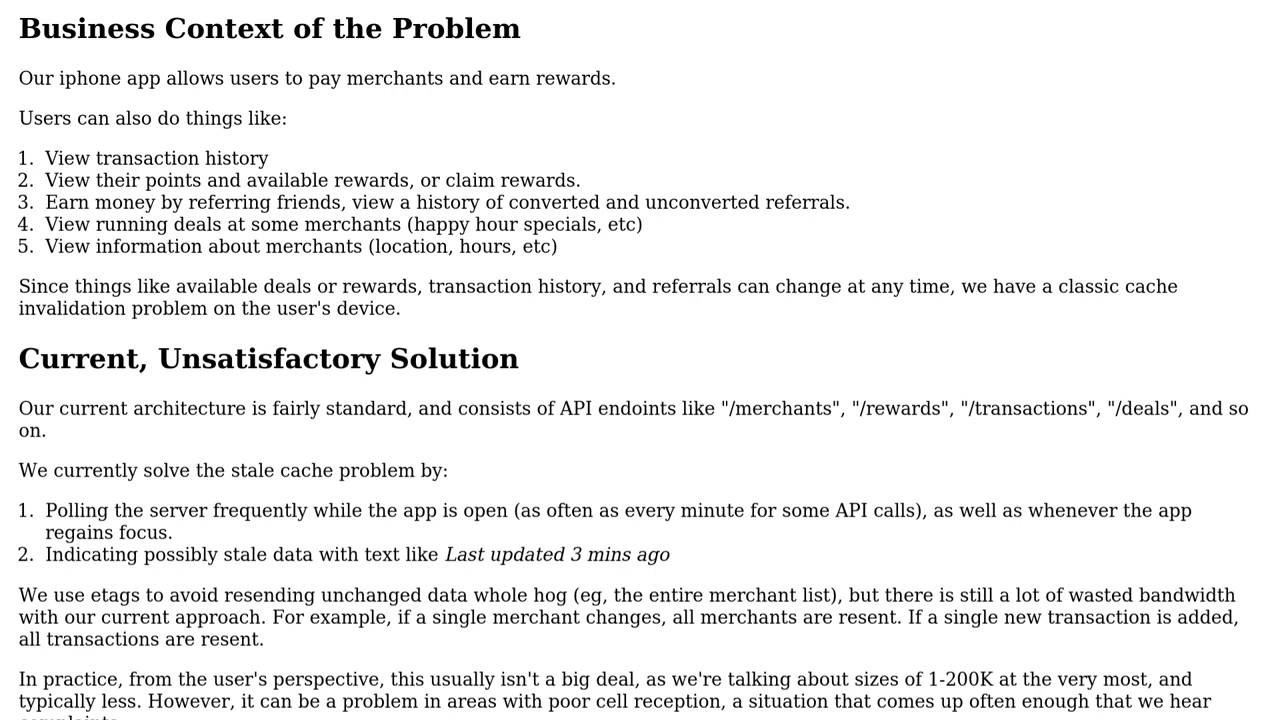 Business Context of the Problem
Our iphone app allows users to pay merchants and earn rewards.
Users can also do things like:
1. View transaction history
2. View their points and available rewards, or claim rewards.
3. Earn money by referring friends, view a history of converted and unconverted referrals.
4. View running deals at some merchants (happy hour specials, etc)
5. View information about merchants (location, hours, etc)
Since things like available deals or rewards, transaction history, and referrals can change at any time, we have a classic cache
invalidation problem on the user's device.
Current, Unsatisfactory Solution
Our current architecture is fairly standard, and consists of API endoints like "/merchants", "/rewards", "/transactions", "/deals", and so
on.
We currently solve the stale cache problem by:
1. Polling the server frequently while the app is open (as often as every minute for some API calls), as well as whenever the app
regains focus.
2. Indicating possibly stale data with text like Last updated 3 mins ago
We use etags to avoid resending unchanged data whole hog (eg, the entire merchant list), but there is still a lot of wasted bandwidth
with our current approach. For example, if a single merchant changes, all merchants are resent. If a single new transaction is added,
all transactions are resent.
In practice, from the user's perspective, this usually isn't a big deal, as we're talking about sizes of 1-200K at the very most, and
typically less. However, it can be a problem in areas with poor cell reception, a situation that comes up often enough that we hear